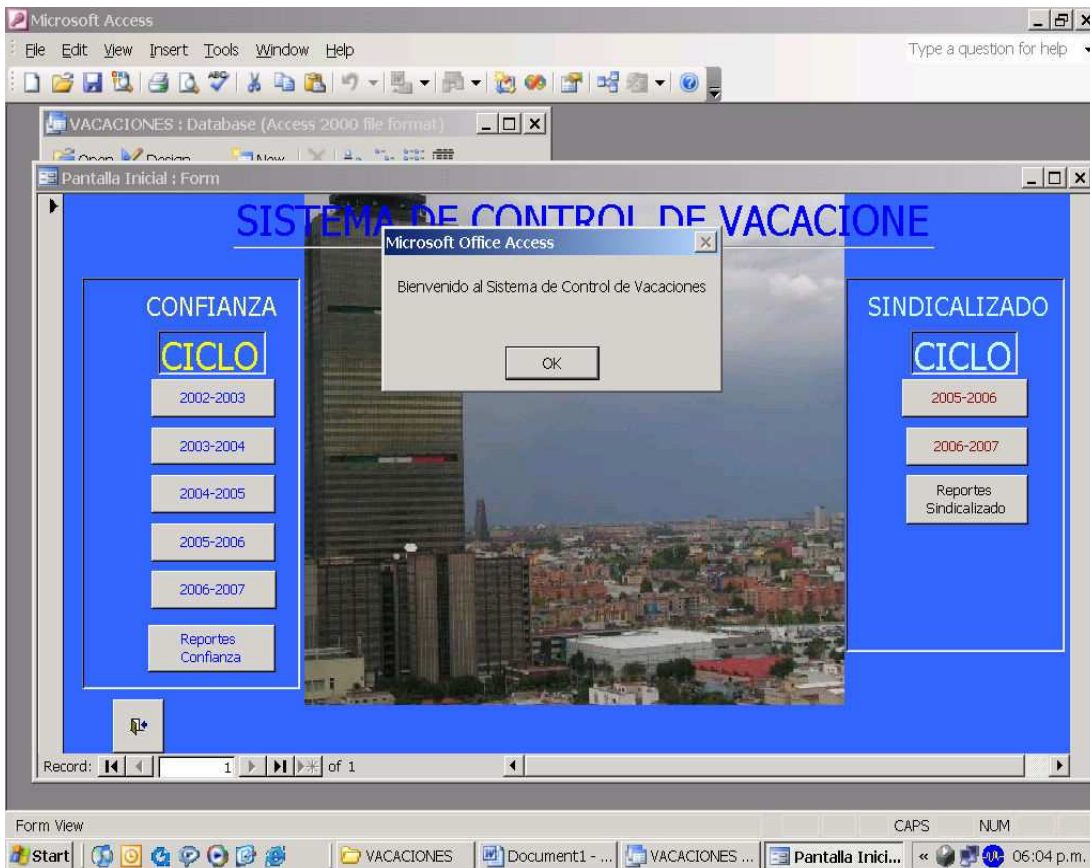 Microsoft Access
File Edit View Insert Tools Window Help
Type a question for help
VACACIONES : Database (Access 2000 file format)
Open Design New
Pantalla Inicial : Form
SISTEMA DE CONTROL DE VACACIONE
Microsoft Office Access
Bienvenido al Sistema de Control de Vacaciones
OK
CONFIANZA
CICLO
2002-2003
2003-2004
2004-2005
2005-2006
2006-2007
Reportes
Confianza
SINDICALIZADO
CICLO
2005-2006
2006-2007
Reportes
Sindicalizado
Record: 1 of 1
Form View
CAPS NUM
Start VACACIONES Document1 - ... VACACIONES ... Pantalla Inici... « 06:04 p.m.